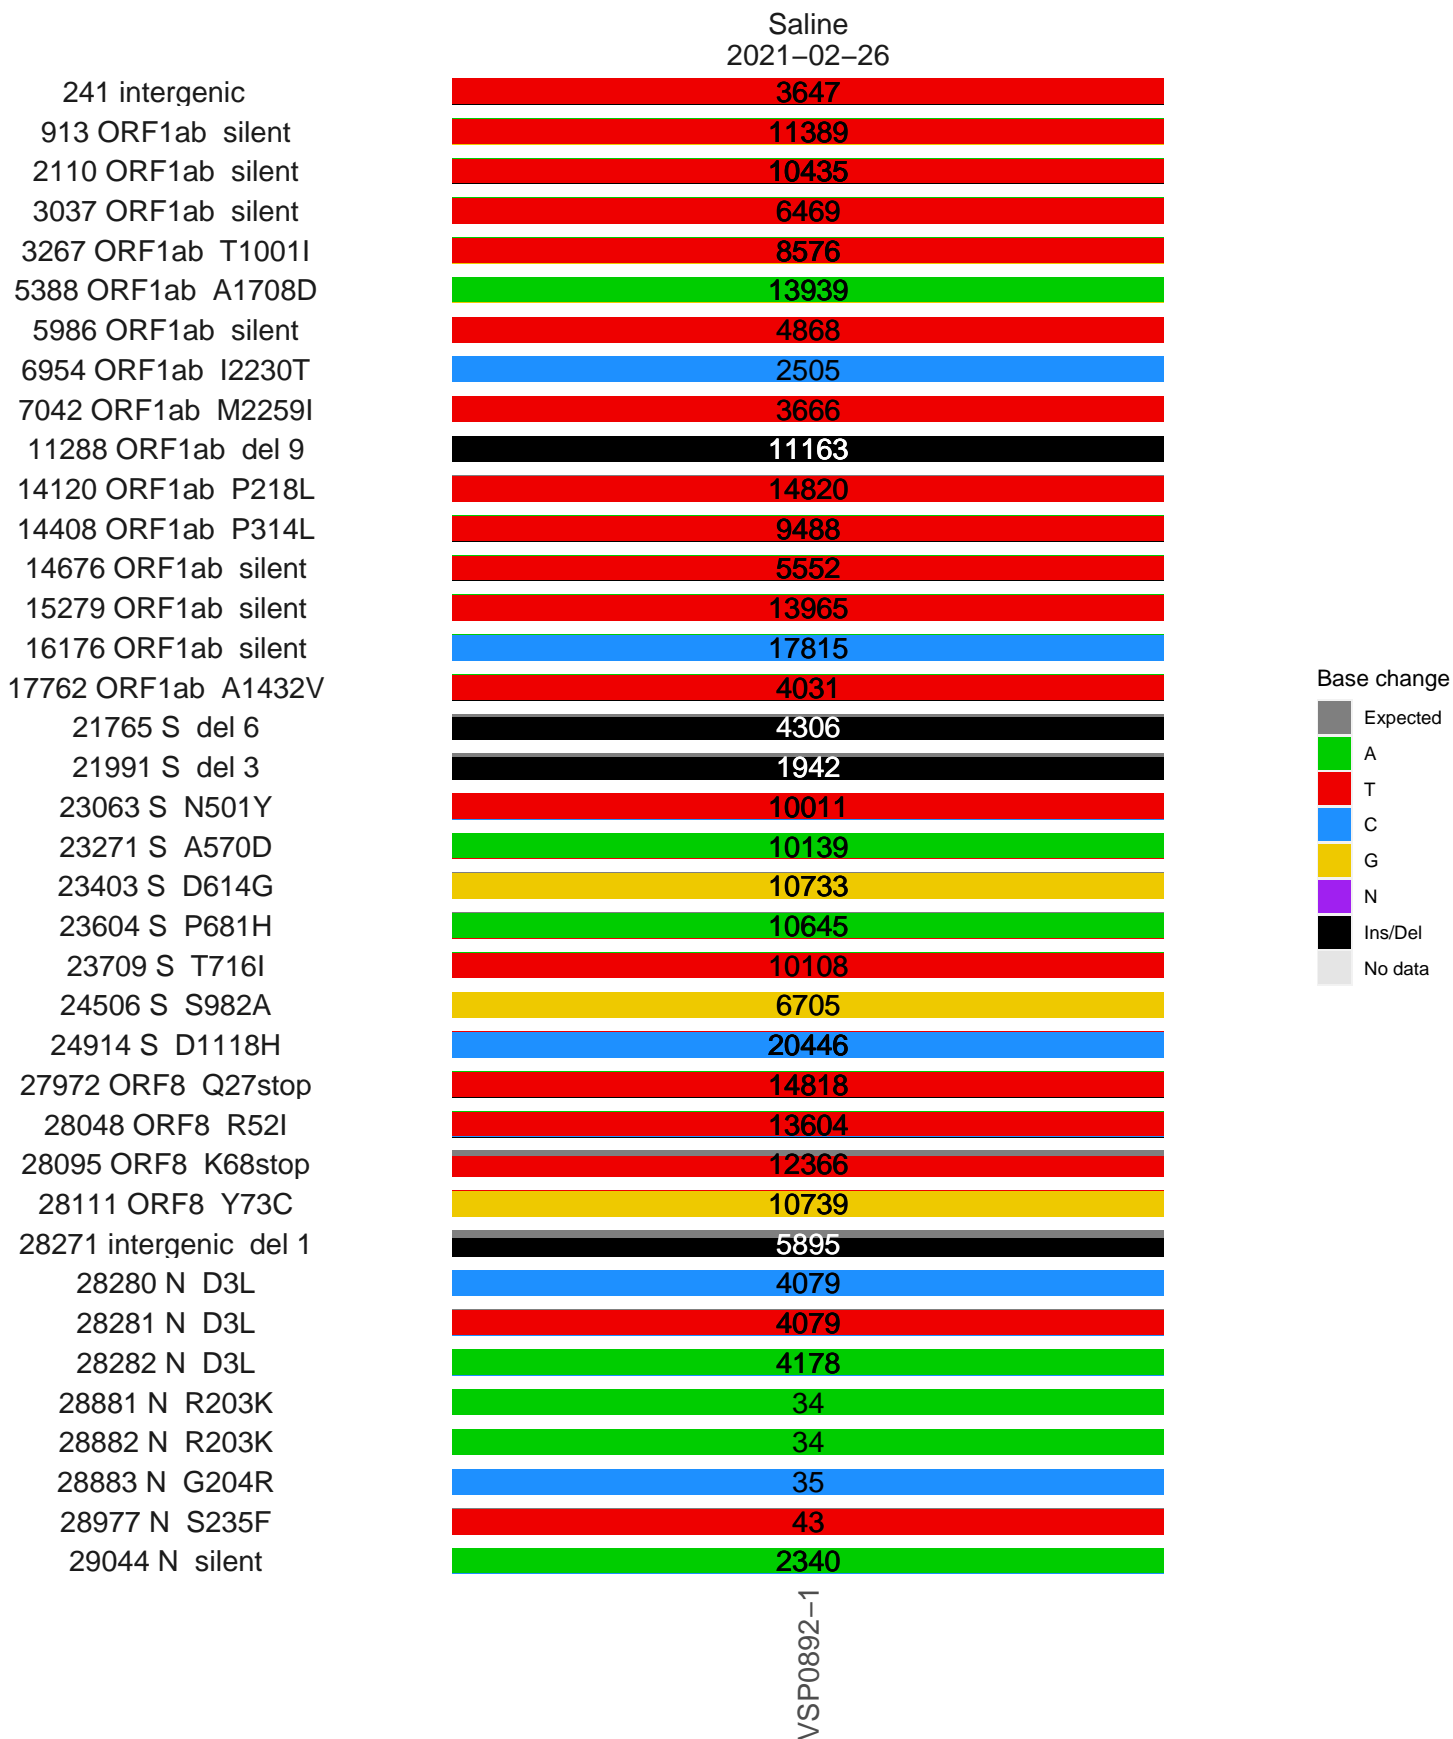 Saline
2021−02−26
241 intergenic 3647
913 ORF1ab silent 11389
2110 ORF1ab silent 10435
3037 ORF1ab silent 6469
3267 ORF1ab T1001I 8576
5388 ORF1ab A1708D 13939
5986 ORF1ab silent 4868
6954 ORF1ab I2230T 2505
7042 ORF1ab M2259I 3666
11288 ORF1ab del 9 11163
14120 ORF1ab P218L 14820
14408 ORF1ab P314L 9488
14676 ORF1ab silent 5552
15279 ORF1ab silent 13965
16176 ORF1ab silent 17815
17762 ORF1ab A1432V 4031
21765 S del 6 4306
21991 S del 3 1942
23063 S N501Y 10011
23271 S A570D 10139
23403 S D614G 10733
23604 S P681H 10645
23709 S T716I 10108
24506 S S982A 6705
24914 S D1118H 20446
27972 ORF8 Q27stop 14818
28048 ORF8 R52I 13604
28095 ORF8 K68stop 12366
28111 ORF8 Y73C 10739
28271 intergenic del 1 5895
28280 N D3L 4079
28281 N D3L 4079
28282 N D3L 4178
28881 N R203K 34
28882 N R203K 34
28883 N G204R 35
28977 N S235F 43
29044 N silent 2340
VSP0892−1
Base change
Expected
A
T
C
G
N
Ins/Del
No data